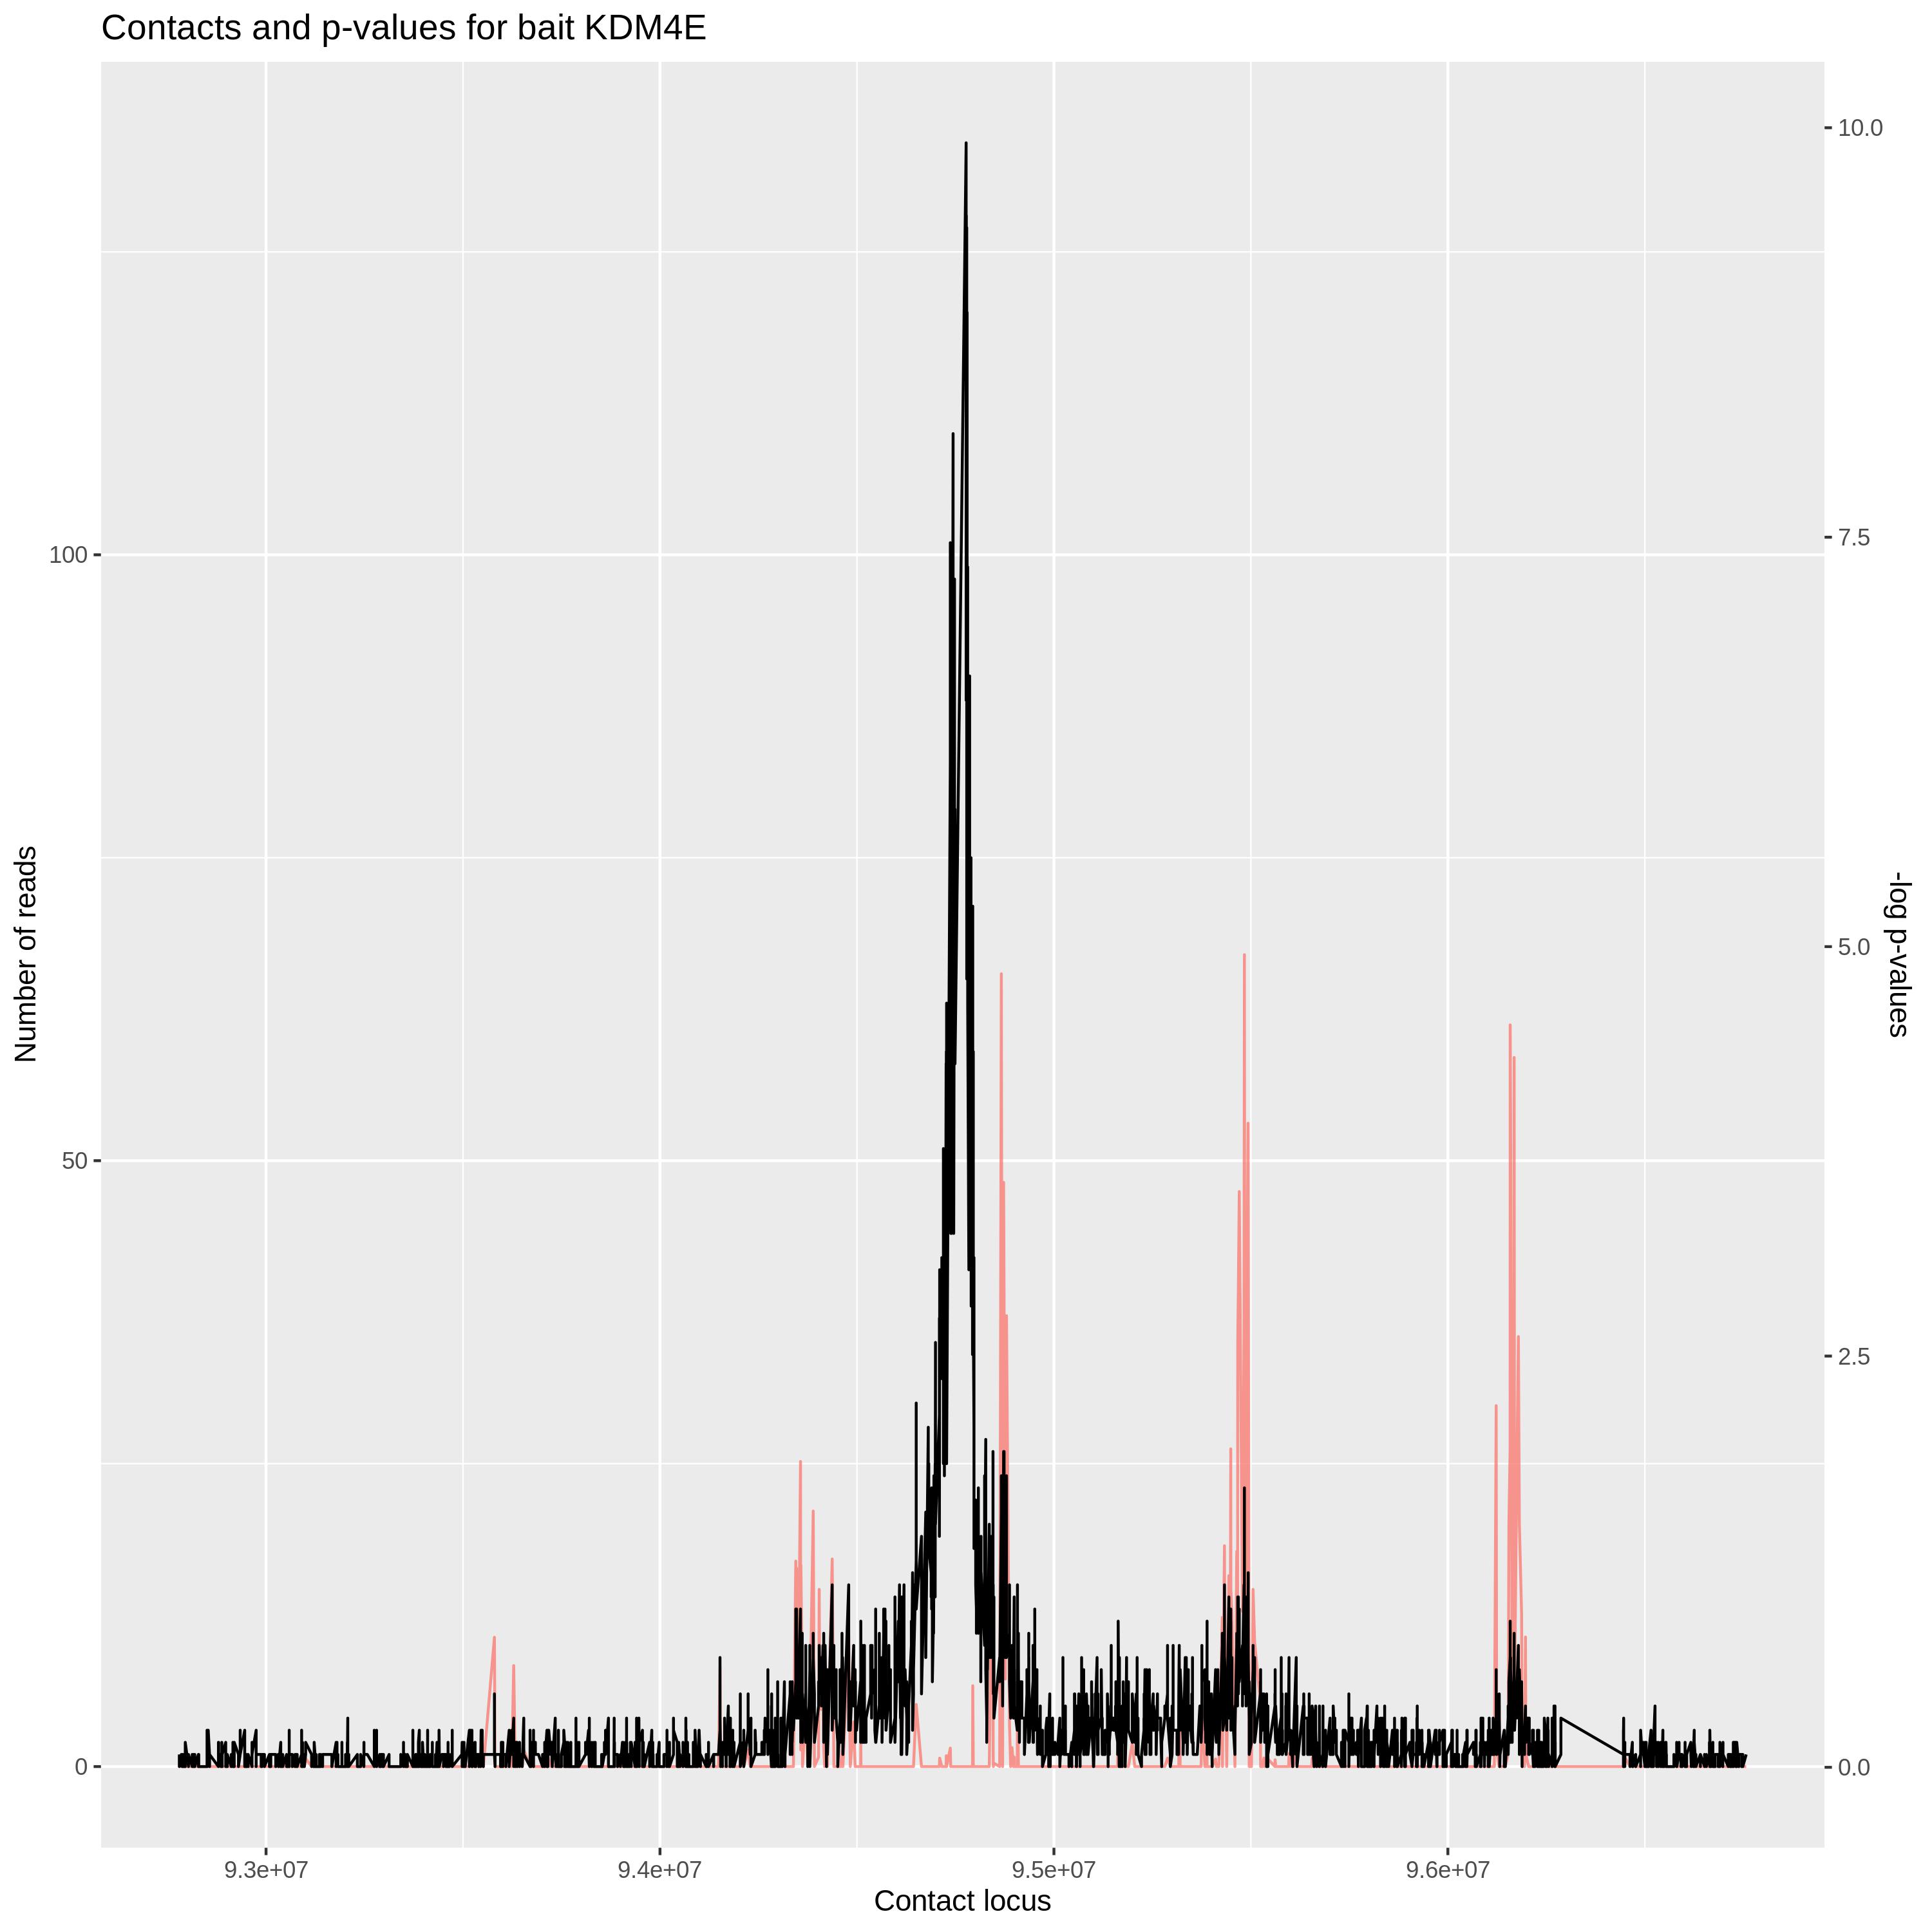 Contacts and p-values for bait KDM4E
Number of reads
100
50
0
10.0
7.5
5.0
2.5
0.0
-log p-values
9.3e+07
9.4e+07
9.5e+07
9.6e+07
Contact locus